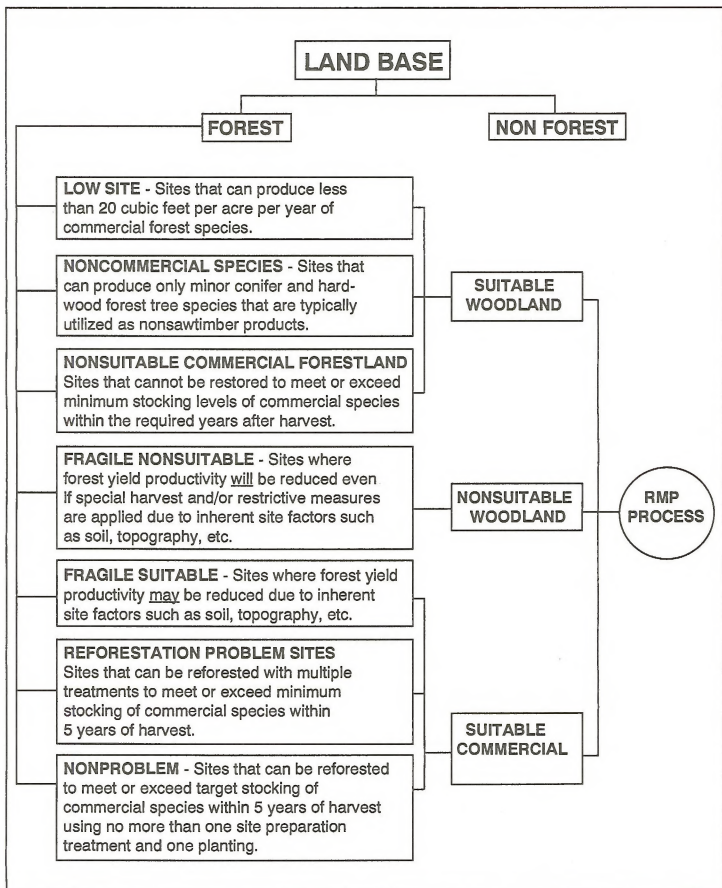 LAND BASE
FOREST
NON FOREST
LOW SITE - Sites that can produce less
than 20 cubic feet per acre per year of
commercial forest species.
NONCOMMERCIAL SPECIES - Sites that
can produce only minor conifer and hard-
wood forest tree species that are typically
utilized as nonsawtimber products.
NONSUITABLE COMMERCIAL FORESTLAND
Sites that cannot be restored to meet or exceed
minimum stocking levels of commercial species
within the required years after harvest.
SUITABLE
WOODLAND
FRAGILE NONSUITABLE - Sites where
forest yield productivity will be reduced even
if special harvest and/or restrictive measures
are applied due to inherent site factors such
as soil, topography, etc.
NONSUITABLE
WOODLAND
RMP
PROCESS
FRAGILE SUITABLE - Sites where forest yield
productivity may be reduced due to inherent
site factors such as soil, topography, etc.
REFORESTATION PROBLEM SITES
Sites that can be reforested with multiple
treatments to meet or exceed minimum
stocking of commercial species within
5 years of harvest.
NONPROBLEM - Sites that can be reforested
to meet or exceed target stocking of
commercial species within 5 years of harvest
using no more than one site preparation
treatment and one planting.
SUITABLE
COMMERCIAL